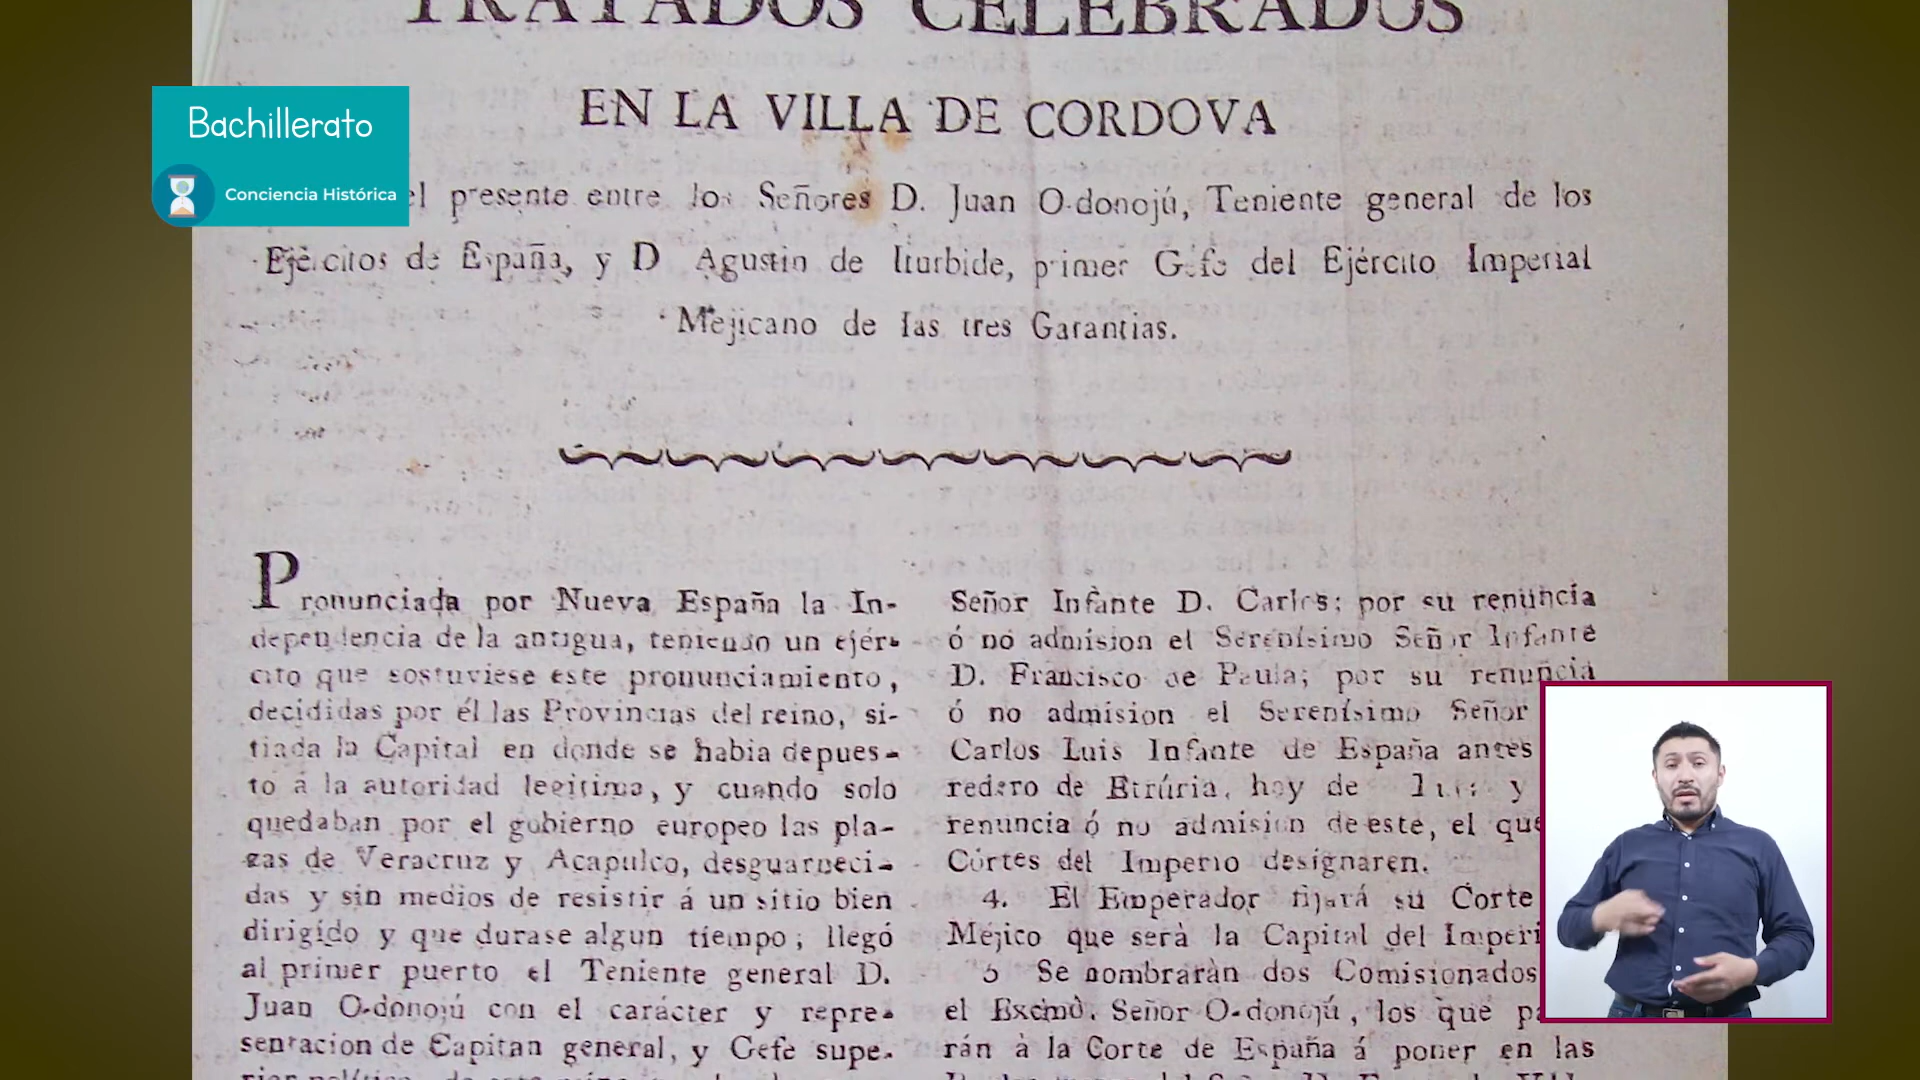 TRATADOS CELEBRADOS
EN LA VILLA DE CORDOVA
Bachillerato
Conciencia Histórica
el presente entre los Señores D. Juan O-donojú, Teniente general de los
Ejércitos de España, y D Agustin de Iturbide, primer Gefe del Ejército Imperial
Mejicano de las tres Garantias.
Pronunciada por Nueva España la In-
dependencia de la antigua, teniendo un ejér-
cito que sostuviese este pronunciamiento,
decididas por él las Provincias del reino, si-
tiada la Capital en donde se habia depues-
to á la autoridad legitima, y cuando solo
quedaban por el gobierno europeo las pla-
zas de Veracruz y Acapulco, desguarneci-
das y sin medios de resistir á un sitio bien
dirigido y que durase algun tiempo; llegó
al primer puerto el Teniente general D.
Juan O-donojú con el carácter y repre-
sentacion de Capitan general, y Gefe supe-
Señor Infante D. Carlos; por su renuncia
ó no admision el Serenísimo Señor Infante
D. Francisco de Paula; por su renuncia
ó no admision el Serenísimo Señor
Carlos Luis Infante de España antes
redero de Etrúria, hoy de y
renuncia ó no admision de este, el que
Córtes del Imperio designaren.
4. El Emperador fijará su Corte
Méjico que serà la Capital del Imperi
5 Se nombraràn dos Comisionados
el Excmò. Señor O-donojú, los que p
rán à la Corte de España á poner en las